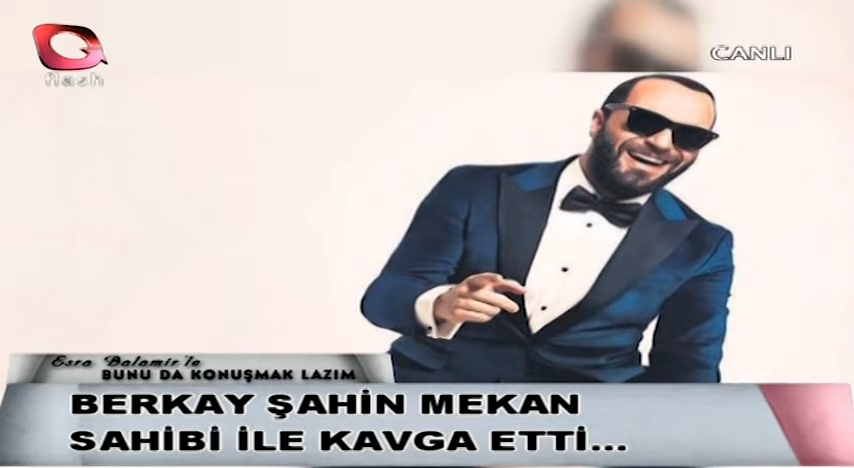 flash
CANLI
Esra Balamir'le
BUNU DA KONUŞMAK LAZIM
BERKAY ŞAHİN MEKAN
SAHİBİ İLE KAVGA ETTİ...